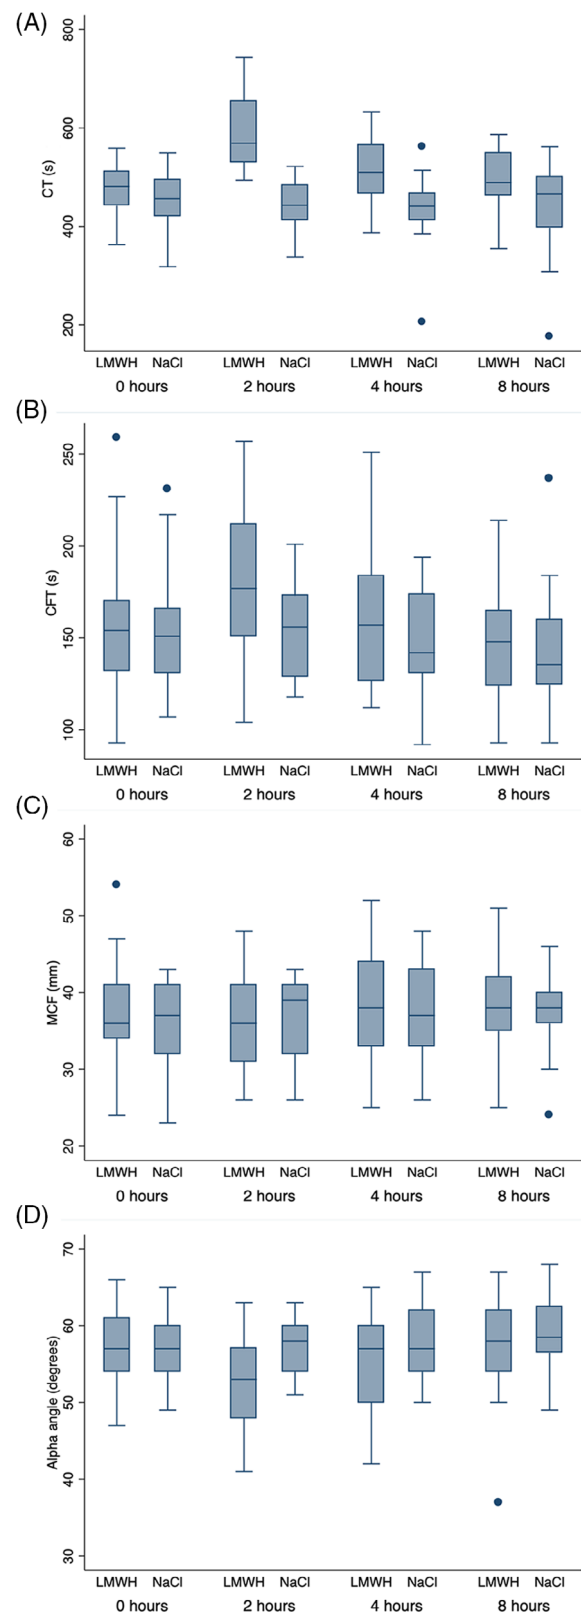 (A)
800
600
400
200
CT (s)
LMWH NaCl LMWH NaCl LMWH NaCl LMWH NaCl
0 hours 2 hours 4 hours 8 hours
(B)
250
200
150
100
CFT (s)
LMWH NaCl LMWH NaCl LMWH NaCl LMWH NaCl
0 hours 2 hours 4 hours 8 hours
(C)
60
50
40
30
20
MCF (mm)
LMWH NaCl LMWH NaCl LMWH NaCl LMWH NaCl
0 hours 2 hours 4 hours 8 hours
(D)
70
60
50
40
30
Alpha angle (degrees)
LMWH NaCl LMWH NaCl LMWH NaCl LMWH NaCl
0 hours 2 hours 4 hours 8 hours